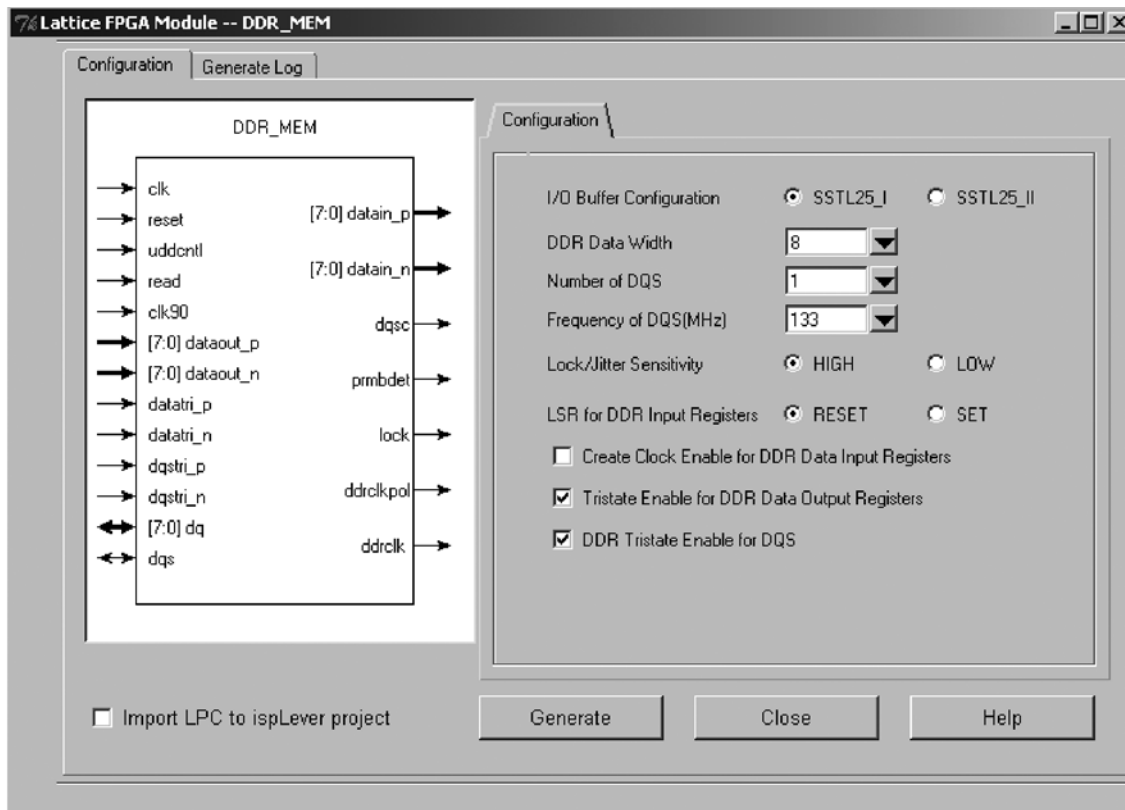 Lattice FPGA Module -- DDR_MEM
Configuration
Generate Log
DDR_MEM
clk
reset
uddcntl
read
clk90
[7:0] dataout_p
[7:0] dataout_n
datatri_p
datatri_n
dqstri_p
dqstri_n
[7:0] dq
dqs
[7:0] datain_p
[7:0] datain_n
dqsc
prmbdet
lock
ddrclkpol
ddrclk
Configuration
I/O Buffer Configuration SSTL25_I SSTL25_II
DDR Data Width 8
Number of DQS 1
Frequency of DQS(MHz) 133
Lock/Jitter Sensitivity HIGH LOW
LSR for DDR Input Registers RESET SET
Create Clock Enable for DDR Data Input Registers
Tristate Enable for DDR Data Output Registers
DDR Tristate Enable for DQS
Import LPC to ispLever project
Generate
Close
Help